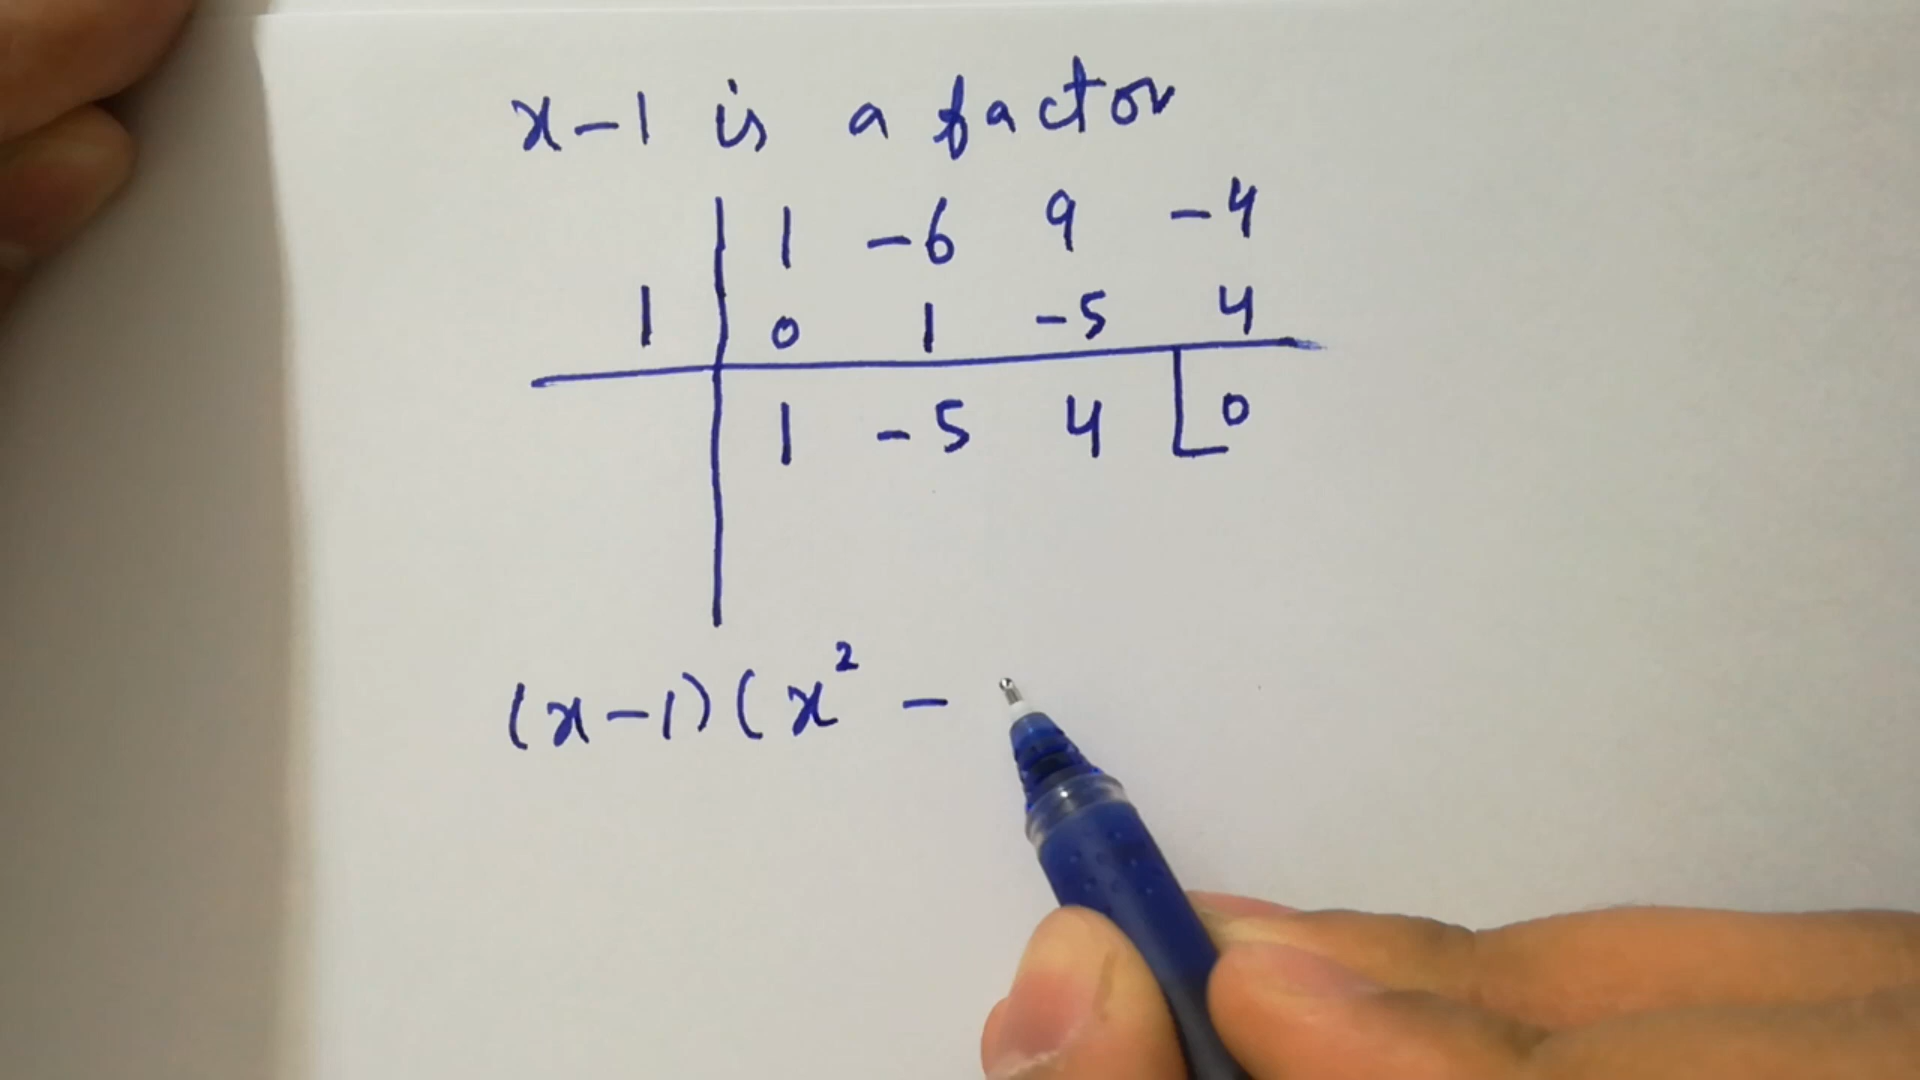 x-1 is a factor
1 -6 9 -4
1 0 1 -5 4
1 -5 4 0
(x-1)(x² -